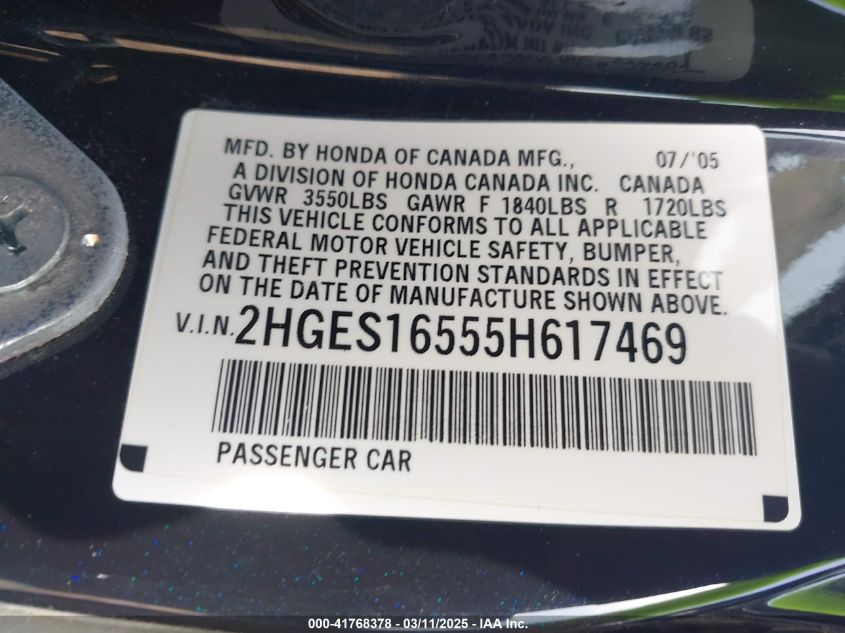 MFD. BY HONDA OF CANADA MFG., 07/'05
A DIVISION OF HONDA CANADA INC. CANADA
GVWR 3550LBS GAWR F 1840LBS R 1720LBS
THIS VEHICLE CONFORMS TO ALL APPLICABLE
FEDERAL MOTOR VEHICLE SAFETY, BUMPER,
AND THEFT PREVENTION STANDARDS IN EFFECT
ON THE DATE OF MANUFACTURE SHOWN ABOVE.
V.I.N. 2HGES16555H617469
PASSENGER CAR
000-41768378 - 03/11/2025 - IAA Inc.